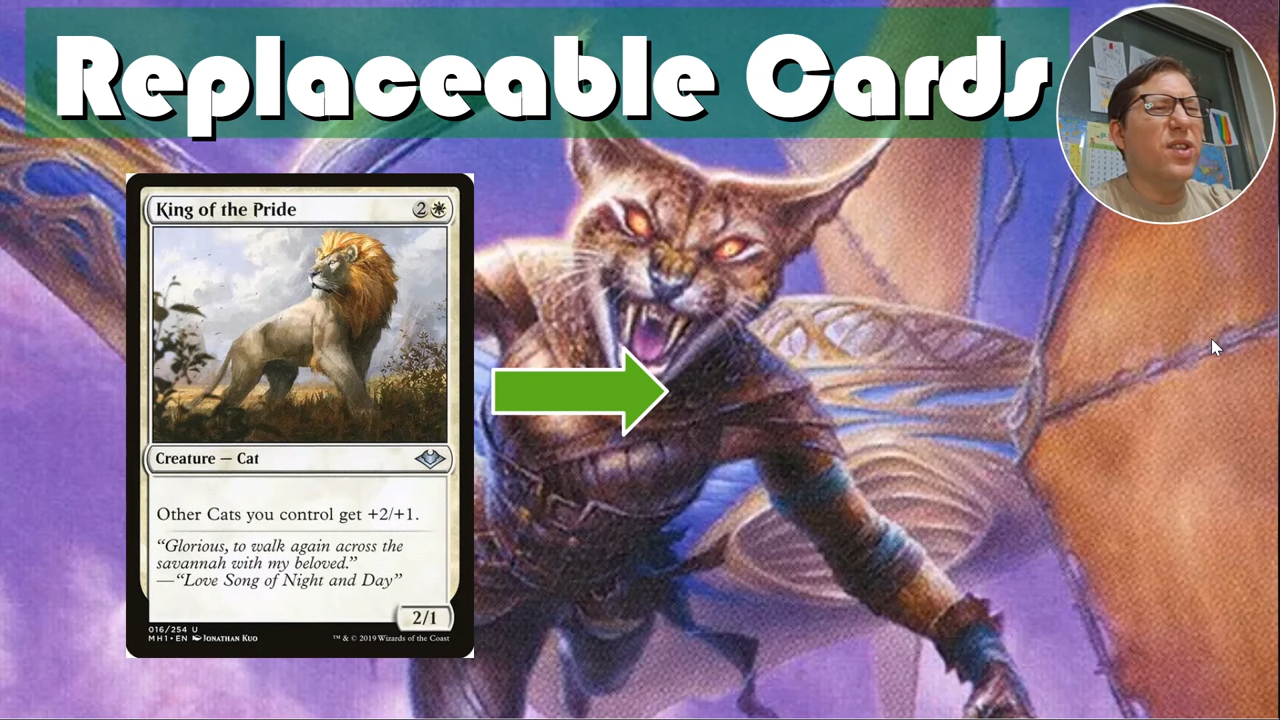 Replaceable Cards
King of the Pride 2
Creature — Cat
Other Cats you control get +2/+1.
“Glorious, to walk again across the
savannah with my beloved.”
—“Love Song of Night and Day”
2/1
016/254 U
MH1 • EN Jonathan Kuo ™ & © 2019 Wizards of the Coast